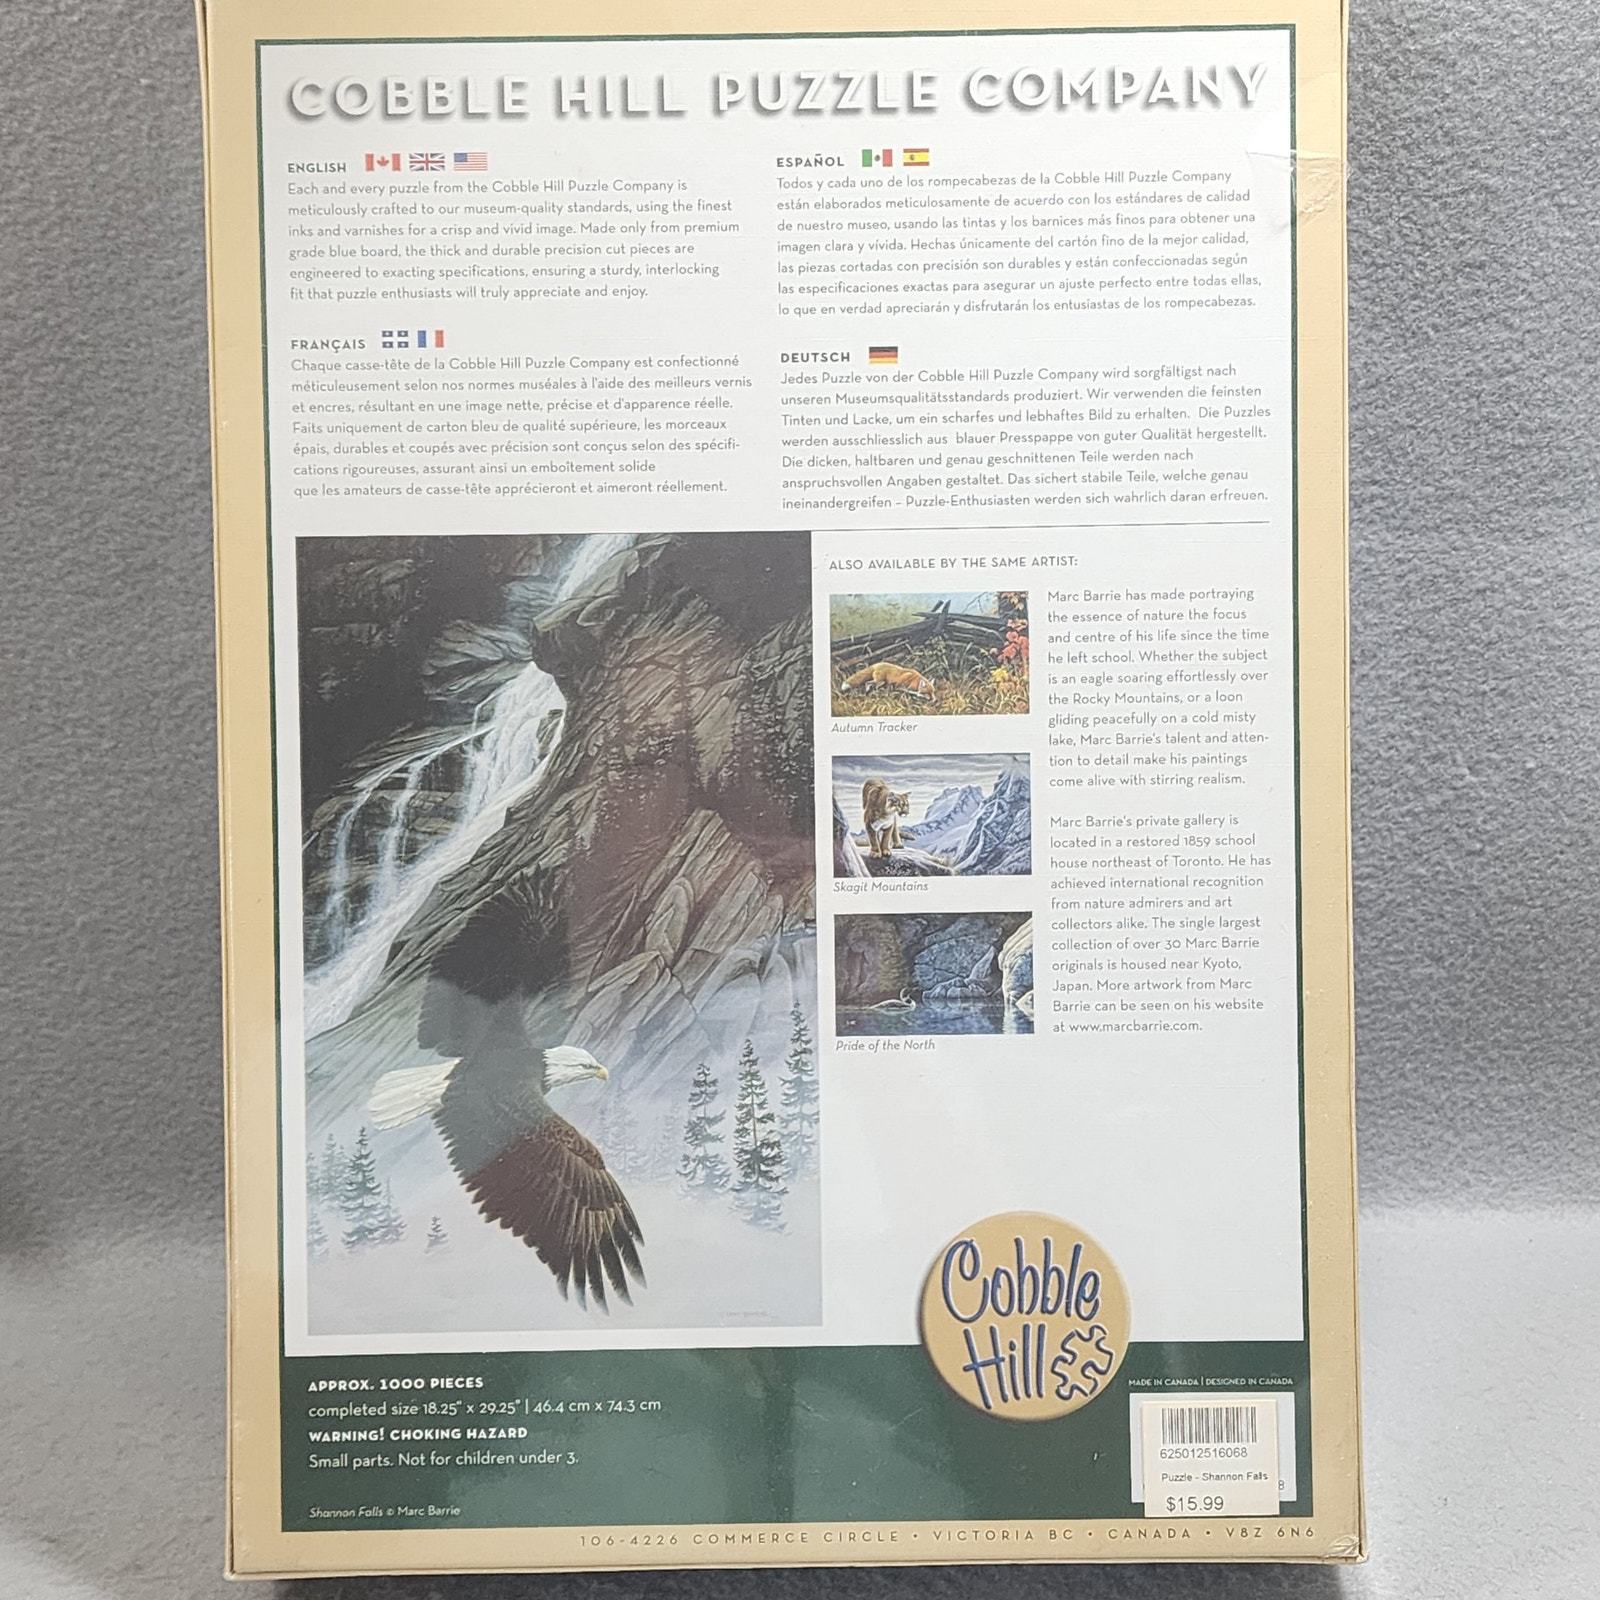 COBBLE HILL PUZZLE COMPANY
ENGLISH
Each and every puzzle from the Cobble Hill Puzzle Company is
meticulously crafted to our museum-quality standards, using the finest
inks and varnishes for a crisp and vivid image. Made only from premium
grade blue board, the thick and durable precision cut pieces are
engineered to exacting specifications, ensuring a sturdy, interlocking
fit that puzzle enthusiasts will truly appreciate and enjoy.
FRANÇAIS
Chaque casse-tête de la Cobble Hill Puzzle Company est confectionné
méticuleusement selon nos normes muséales à l'aide des meilleurs vernis
et encres, résultant en une image nette, précise et d'apparence réelle.
Faits uniquement de carton bleu de qualité supérieure, les morceaux
épais, durables et coupés avec précision sont conçus selon des spécifi-
cations rigoureuses, assurant ainsi un emboîtement solide
que les amateurs de casse-tête apprécieront et aimeront réellement.
ESPAÑOL
Todos y cada uno de los rompecabezas de la Cobble Hill Puzzle Company
están elaborados meticulosamente de acuerdo con los estándares de calidad
de nuestro museo, usando las tintas y los barnices más finos para obtener una
imagen clara y vívida. Hechas únicamente del cartón fino de la mejor calidad,
las piezas cortadas con precisión son durables y están confeccionadas según
las especificaciones exactas para asegurar un ajuste perfecto entre todas ellas,
lo que en verdad apreciarán y disfrutarán los entusiastas de los rompecabezas.
DEUTSCH
Jedes Puzzle von der Cobble Hill Puzzle Company wird sorgfältigst nach
unseren Museumsqualitätsstandards produziert. Wir verwenden die feinsten
Tinten und Lacke, um ein scharfes und lebhaftes Bild zu erhalten. Die Puzzles
werden ausschliesslich aus blauer Presspappe von guter Qualität hergestellt.
Die dicken, haltbaren und genau geschnittenen Teile werden nach
anspruchsvollen Angaben gestaltet. Das sichert stabile Teile, welche genau
ineinandergreifen – Puzzle-Enthusiasten werden sich wahrlich daran erfreuen.
ALSO AVAILABLE BY THE SAME ARTIST:
Autumn Tracker
Skagit Mountains
Pride of the North
Marc Barrie has made portraying
the essence of nature the focus
and centre of his life since the time
he left school. Whether the subject
is an eagle soaring effortlessly over
the Rocky Mountains, or a loon
gliding peacefully on a cold misty
lake, Marc Barrie's talent and atten-
tion to detail make his paintings
come alive with stirring realism.
Marc Barrie's private gallery is
located in a restored 1859 school
house northeast of Toronto. He has
achieved international recognition
from nature admirers and art
collectors alike. The single largest
collection of over 30 Marc Barrie
originals is housed near Kyoto,
Japan. More artwork from Marc
Barrie can be seen on his website
at www.marcbarrie.com.
Cobble
Hill
APPROX. 1000 PIECES
completed size 18.25" x 29.25" | 46.4 cm x 74.3 cm
WARNING! CHOKING HAZARD
Small parts. Not for children under 3.
Shannon Falls © Marc Barrie
MADE IN CANADA | DESIGNED IN CANADA
625012516068
Puzzle - Shannon Falls
8
$15.99
106-4226 COMMERCE CIRCLE • VICTORIA BC • CANADA • V8Z 6N6